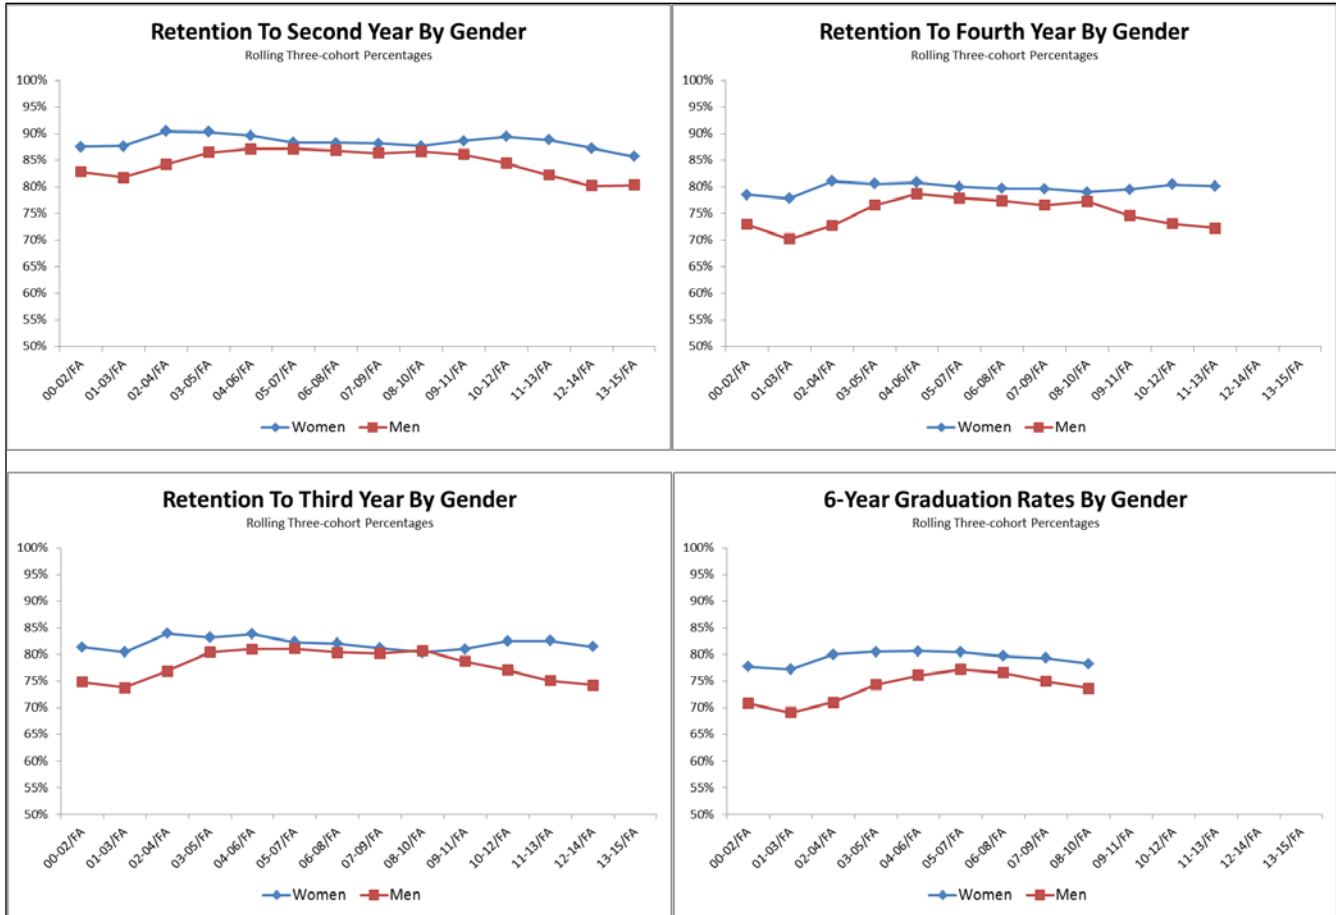 Retention To Second Year By Gender
Rolling Three-cohort Percentages
100%
95%
90%
85%
80%
75%
70%
65%
60%
55%
50%
00-02/FA
01-03/FA
02-04/FA
03-05/FA
04-06/FA
05-07/FA
06-08/FA
07-09/FA
08-10/FA
09-11/FA
10-12/FA
11-13/FA
12-14/FA
13-15/FA
Women Men
Retention To Fourth Year By Gender
Rolling Three-cohort Percentages
100%
95%
90%
85%
80%
75%
70%
65%
60%
55%
50%
00-02/FA
01-03/FA
02-04/FA
03-05/FA
04-06/FA
05-07/FA
06-08/FA
07-09/FA
08-10/FA
09-11/FA
10-12/FA
11-13/FA
12-14/FA
13-15/FA
Women Men
Retention To Third Year By Gender
Rolling Three-cohort Percentages
100%
95%
90%
85%
80%
75%
70%
65%
60%
55%
50%
00-02/FA
01-03/FA
02-04/FA
03-05/FA
04-06/FA
05-07/FA
06-08/FA
07-09/FA
08-10/FA
09-11/FA
10-12/FA
11-13/FA
12-14/FA
13-15/FA
Women Men
6-Year Graduation Rates By Gender
Rolling Three-cohort Percentages
100%
95%
90%
85%
80%
75%
70%
65%
60%
55%
50%
00-02/FA
01-03/FA
02-04/FA
03-05/FA
04-06/FA
05-07/FA
06-08/FA
07-09/FA
08-10/FA
09-11/FA
10-12/FA
11-13/FA
12-14/FA
13-15/FA
Women Men